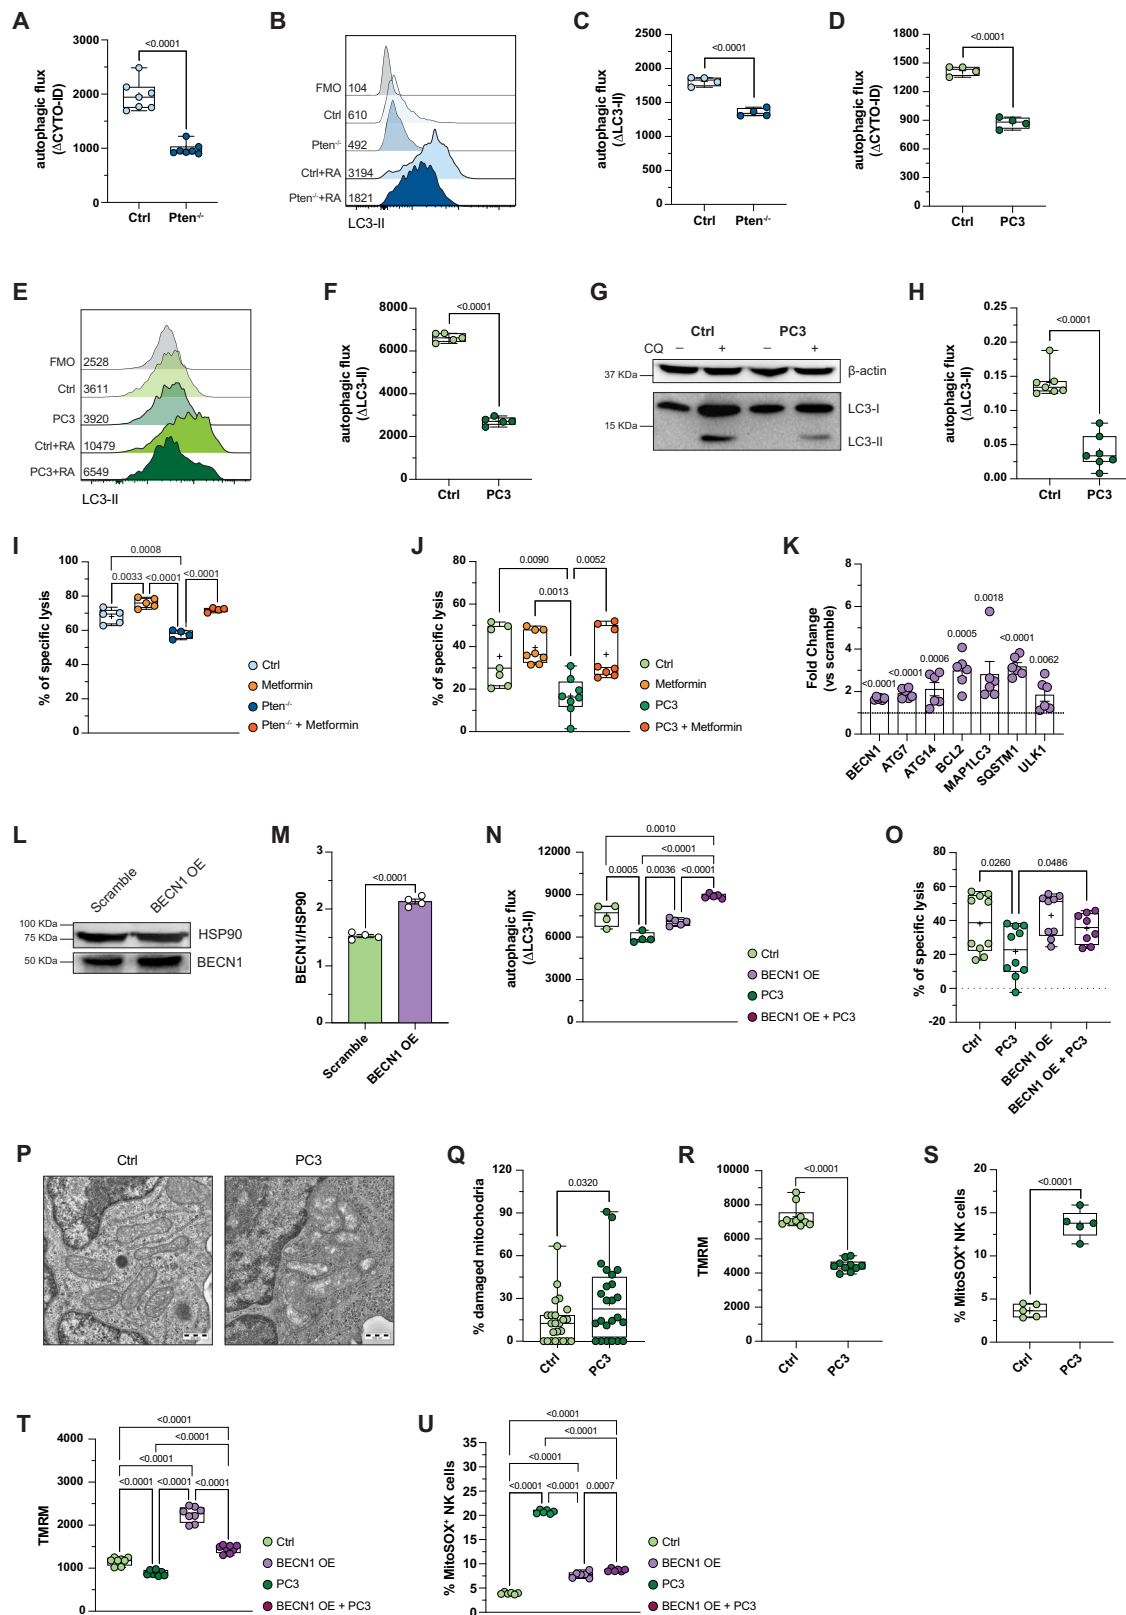 A
autophagic flux
(ΔCYTO-ID)
3000
2000
1000
0
<0.0001
Ctrl
Pten-/-
B
FMO 104
Ctrl 610
Pten-/- 492
Ctrl+RA 3194
Pten-/-+RA 1821
LC3-II
C
autophagic flux
(ΔLC3-II)
2500
2000
1500
1000
500
0
<0.0001
Ctrl
Pten-/-
D
autophagic flux
(ΔCYTO-ID)
1800
1500
1200
900
600
300
0
<0.0001
Ctrl
PC3
E
FMO 2528
Ctrl 3611
PC3 3920
Ctrl+RA 10479
PC3+RA 6549
LC3-II
F
autophagic flux
(ΔLC3-II)
8000
6000
4000
2000
0
<0.0001
Ctrl
PC3
G
Ctrl PC3
CQ – + – +
37 KDa
β-actin
LC3-I
15 KDa
LC3-II
H
autophagic flux
(ΔLC3-II)
0.25
0.20
0.15
0.10
0.05
0.00
<0.0001
Ctrl
PC3
I
% of specific lysis
100
80
60
40
20
0
0.0008
0.0033 <0.0001 <0.0001
Ctrl
Metformin
Pten-/-
Pten-/- + Metformin
J
% of specific lysis
80
60
40
20
0
0.0090 0.0052
0.0013
Ctrl
Metformin
PC3
PC3 + Metformin
K
Fold Change
(vs scramble)
8
6
4
2
0
<0.0001
<0.0001
0.0006
0.0005
0.0018
<0.0001
0.0062
BECN1
ATG7
ATG14
BCL2
MAP1LC3
SQSTM1
ULK1
L
Scramble
BECN1 OE
100 KDa
75 KDa
HSP90
50 KDa
BECN1
M
BECN1/HSP90
3
2
1
0
<0.0001
Scramble
BECN1 OE
N
autophagic flux
(ΔLC3-II)
12000
9000
6000
3000
0
0.0010
<0.0001
0.0005 0.0036 <0.0001
Ctrl
BECN1 OE
PC3
BECN1 OE + PC3
O
% of specific lysis
80
60
40
20
0
-20
0.0260 0.0486
Ctrl
PC3
BECN1 OE
BECN1 OE + PC3
P
Ctrl
PC3
Q
% damaged mitochodria
120
90
60
30
0
0.0320
Ctrl
PC3
R
TMRM
10000
8000
6000
4000
2000
0
<0.0001
Ctrl
PC3
S
% MitoSOX+ NK cells
20
15
10
5
0
<0.0001
Ctrl
PC3
T
TMRM
4000
3000
2500
2000
1000
0
<0.0001
<0.0001
<0.0001
<0.0001 <0.0001 <0.0001
Ctrl
BECN1 OE
PC3
BECN1 OE + PC3
U
% MitoSOX+ NK cells
35
30
25
20
15
10
5
0
<0.0001
<0.0001
<0.0001
<0.0001 <0.0001 0.0007
Ctrl
BECN1 OE
PC3
BECN1 OE + PC3